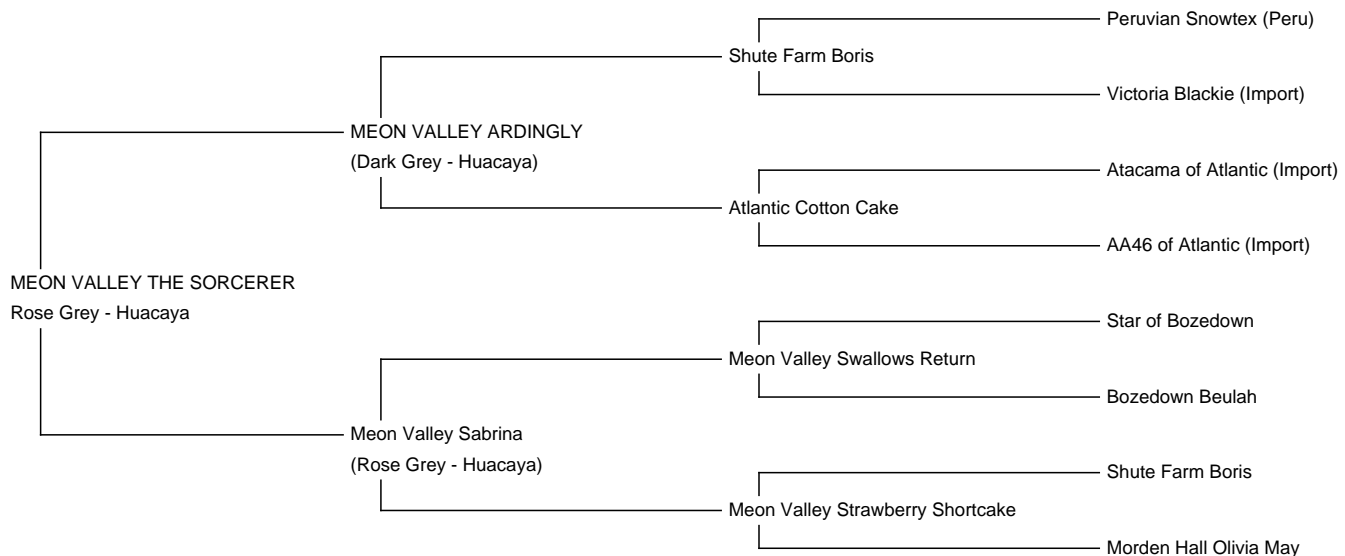 Peruvian Snowtex (Peru)
Shute Farm Boris
Victoria Blackie (Import)
MEON VALLEY ARDINGLY
(Dark Grey - Huacaya)
Atacama of Atlantic (Import)
Atlantic Cotton Cake
AA46 of Atlantic (Import)
MEON VALLEY THE SORCERER
Rose Grey - Huacaya
Star of Bozedown
Meon Valley Swallows Return
Bozedown Beulah
Meon Valley Sabrina
(Rose Grey - Huacaya)
Shute Farm Boris
Meon Valley Strawberry Shortcake
Morden Hall Olivia May